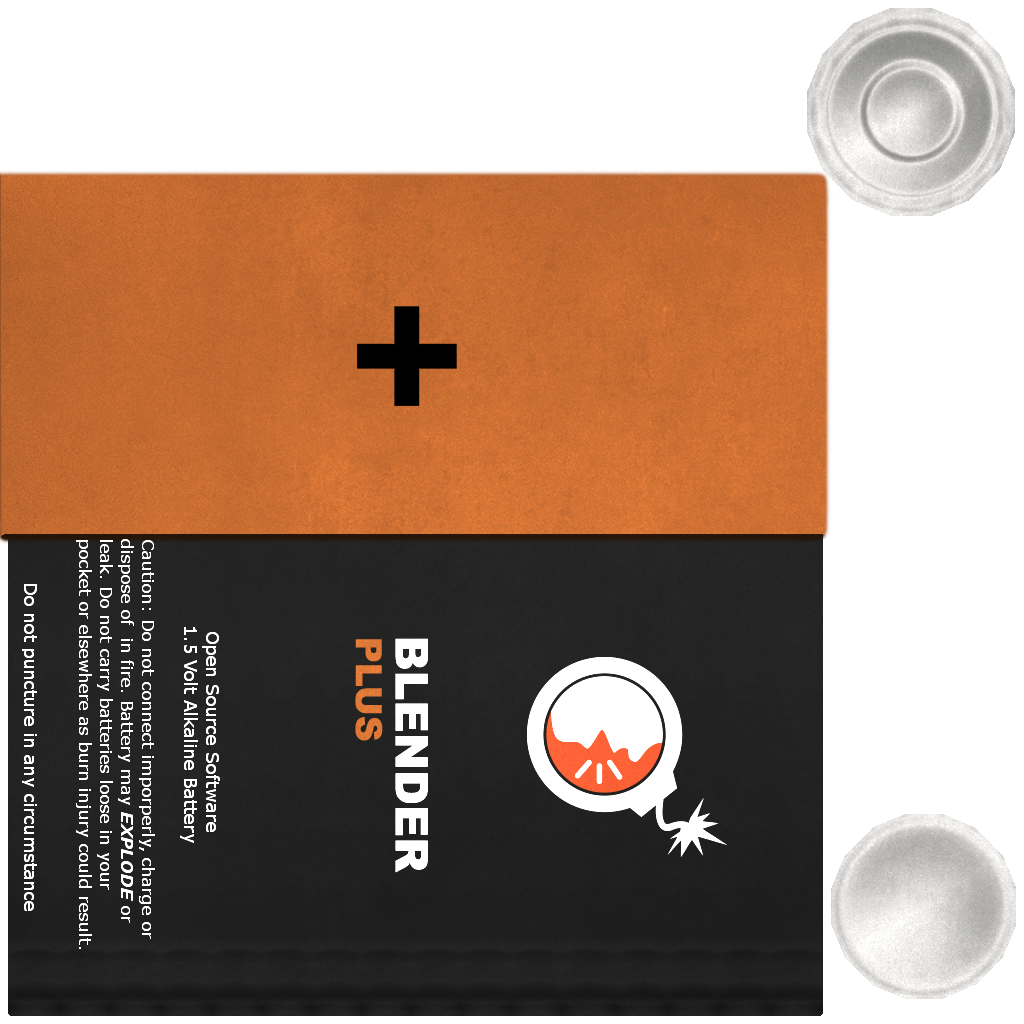 +
BLENDER
PLUS
Open Source Software
1.5 Volt Alkaline Battery
Caution: Do not connect imporperly, charge or
dispose of in fire. Battery may EXPLODE or
leak. Do not carry batteries loose in your
pocket or elsewhere as burn injury could result.
Do not puncture in any circumstance